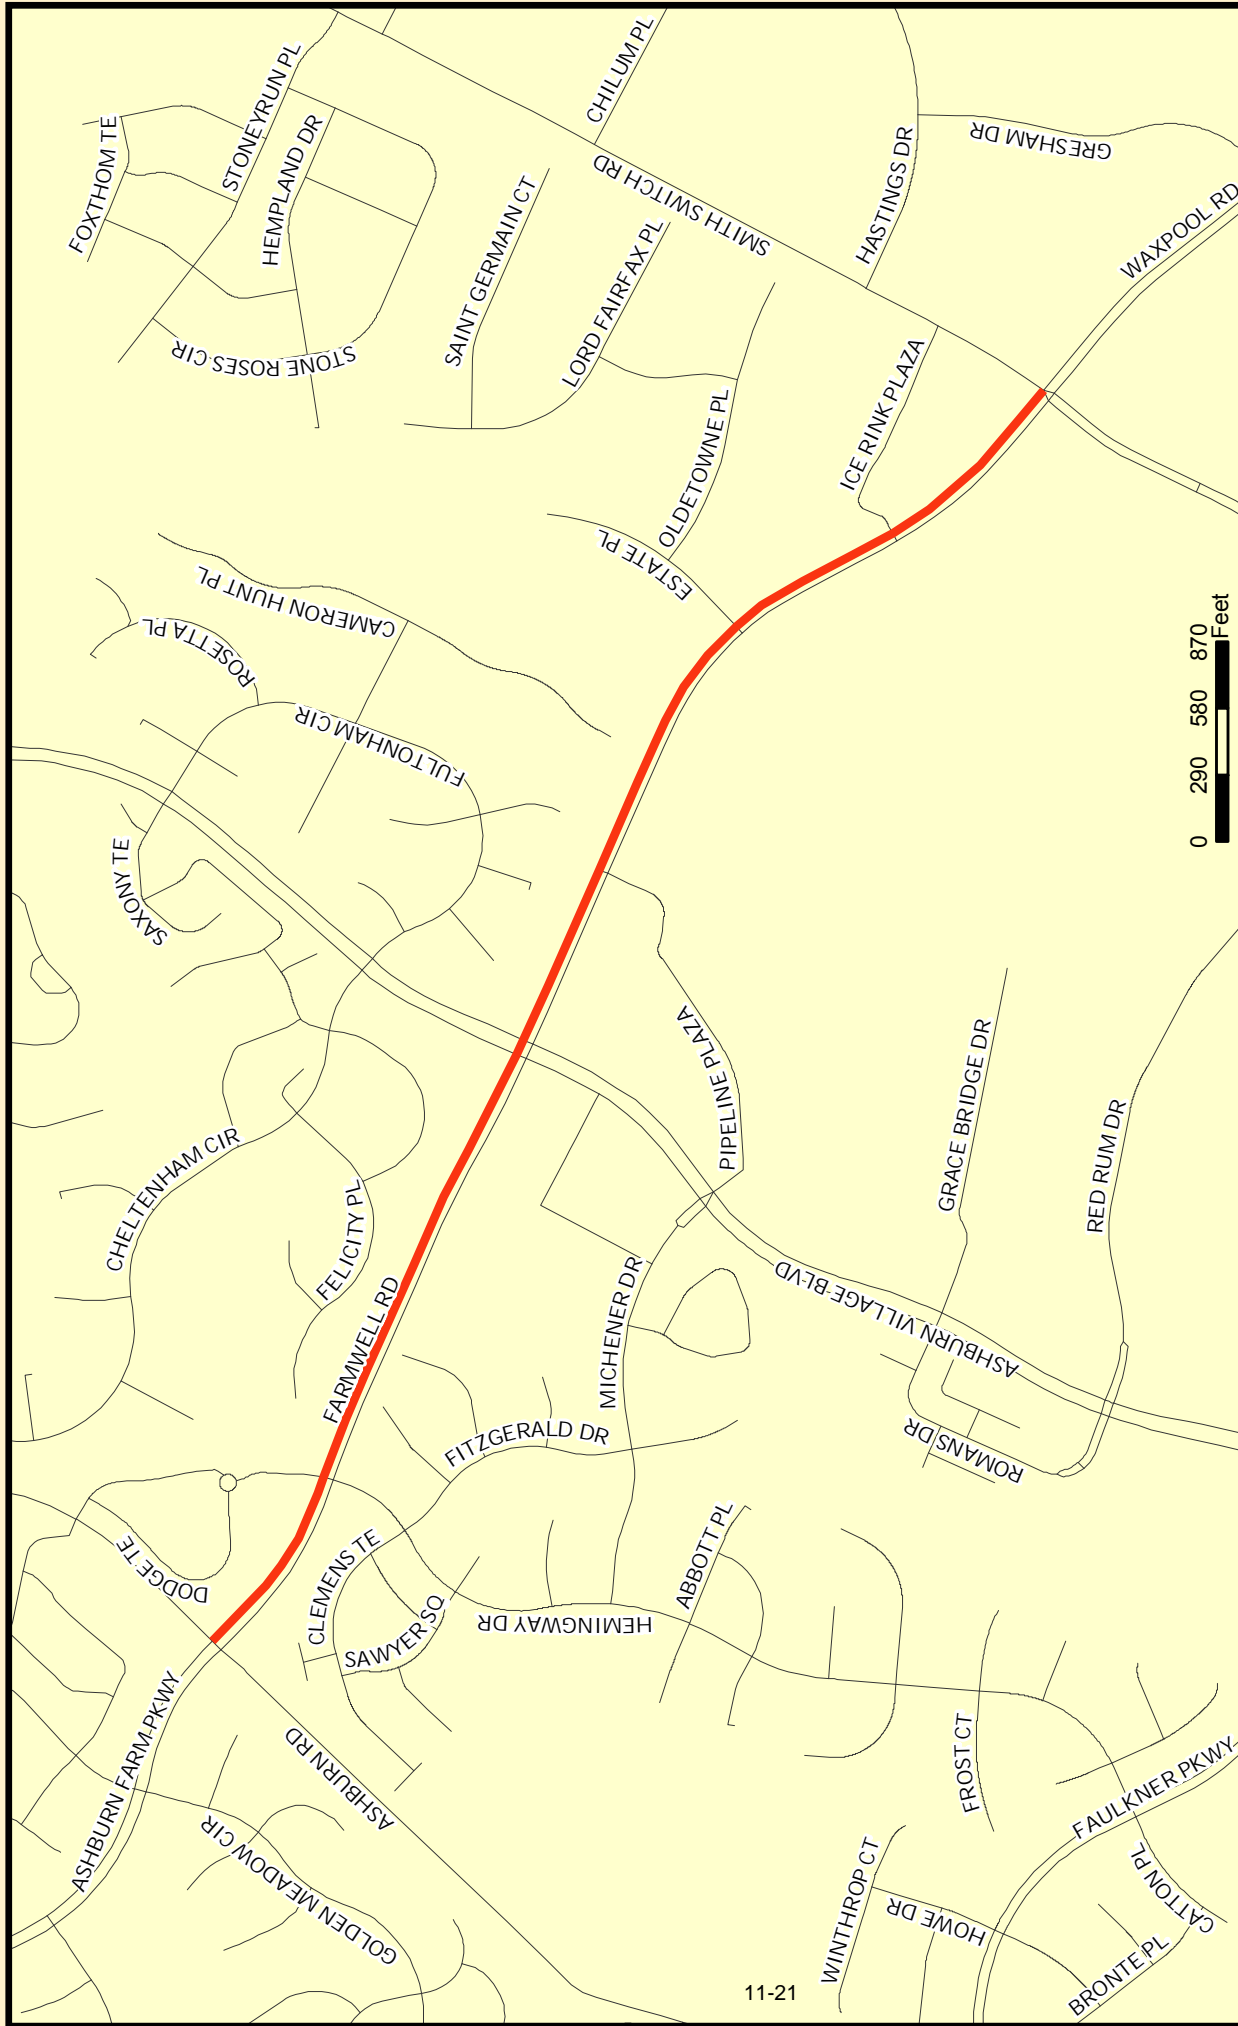 FOXTHOM TE
STONEYRUN PL
HEMPLAND DR
STONE ROSES CIR
CHILUM PL
SMITH SWITCH RD
SAINT GERMAIN CT
LORD FAIRFAX PL
HASTINGS DR
GRESHAM DR
WAXPOOL RD
ICE RINK PLAZA
OLDETOWNE PL
ESTATE PL
CAMERON HUNT PL
ROSETTA PL
FULTONHAM CIR
SAXONY TE
0 290 580 870
Feet
PIPELINE PLAZA
GRACE BRIDGE DR
RED RUM DR
CHELTENHAM CIR
FELICITY PL
FARMWELL RD
MICHENER DR
ASHBURN VILLAGE BLVD
FITZGERALD DR
ROMANS DR
DODGE TE
CLEMENS TE
SAWYER SQ
HEMINGWAY DR
ABBOTT PL
ASHBURN FARM PKWY
ASHBURN RD
GOLDEN MEADOW CIR
FROST CT
FAULKNER PKWY
WINTHROP CT
HOWE DR
CATTON PL
BRONTE PL
11-21